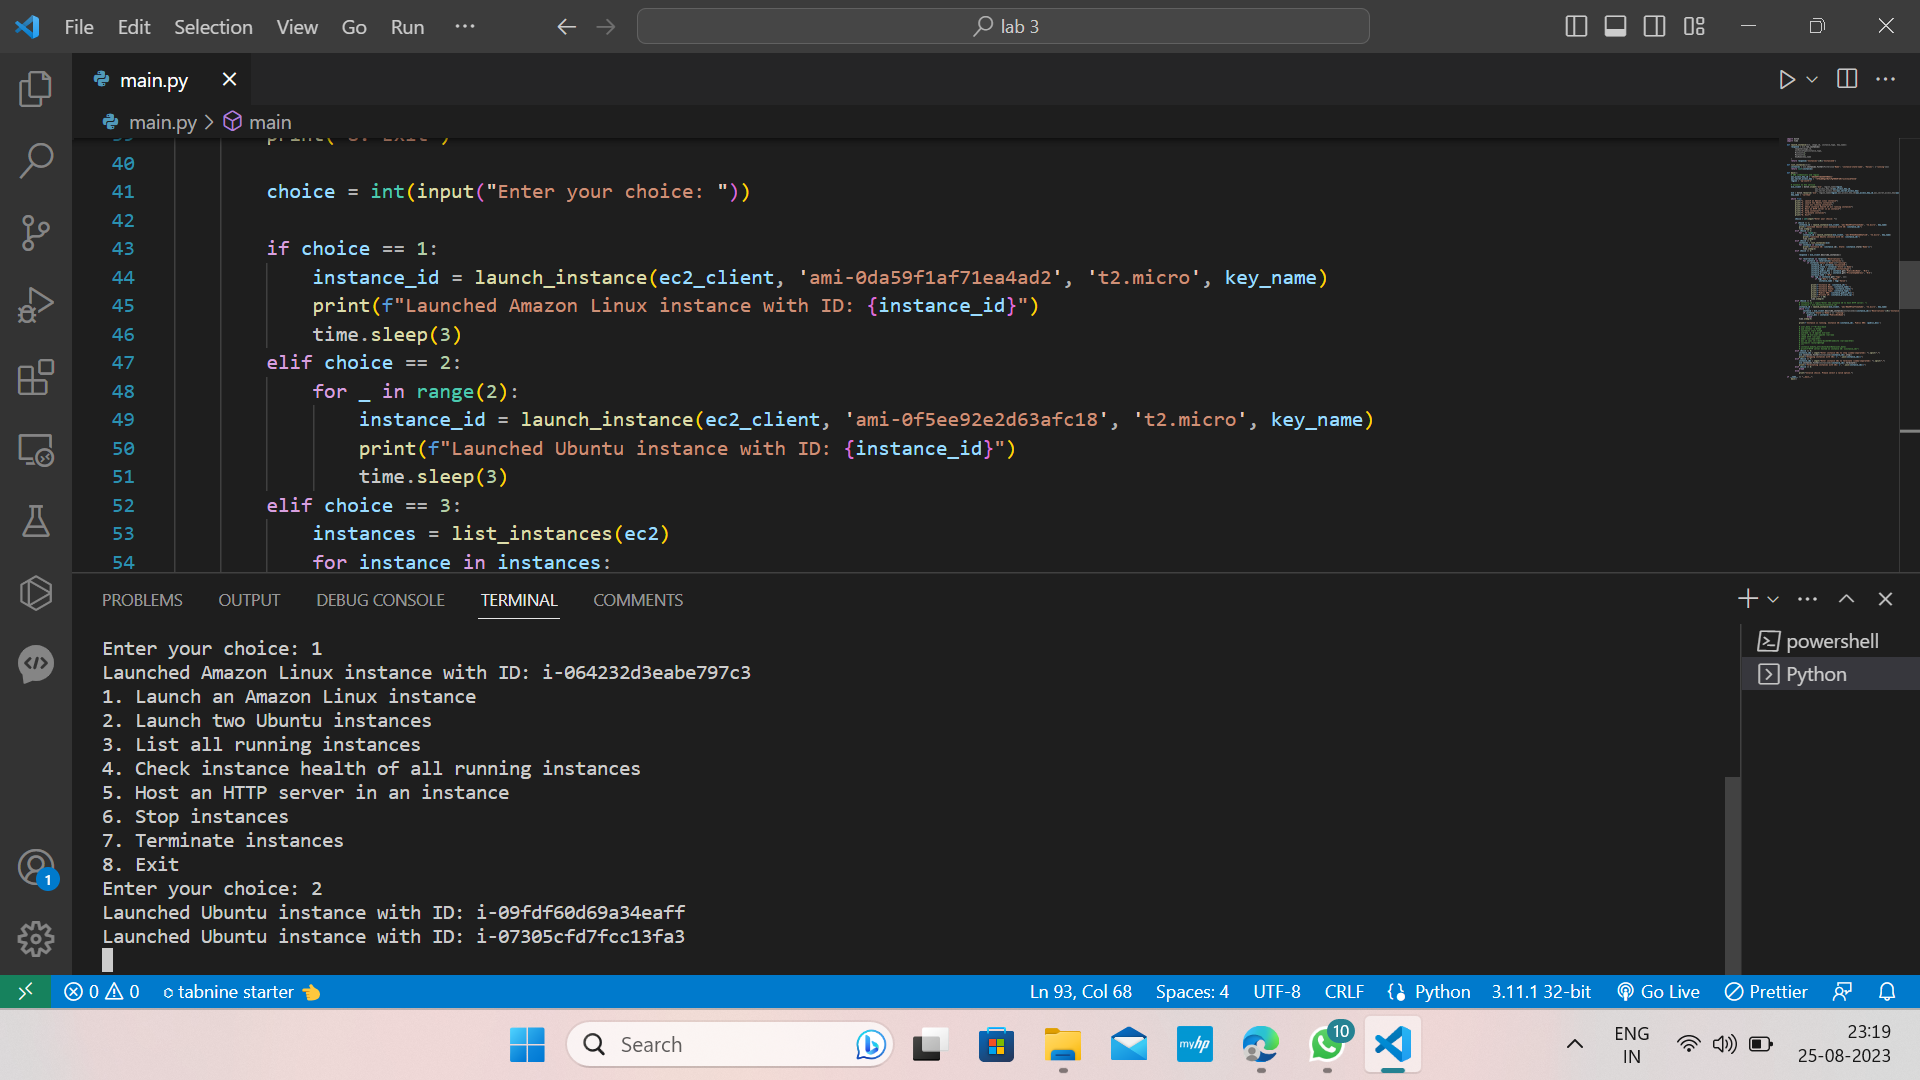 File Edit Selection View Go Run ···
lab 3
main.py
main.py > main
40
41 choice = int(input("Enter your choice: "))
42
43 if choice == 1:
44 instance_id = launch_instance(ec2_client, 'ami-0da59f1af71ea4ad2', 't2.micro', key_name)
45 print(f"Launched Amazon Linux instance with ID: {instance_id}")
46 time.sleep(3)
47 elif choice == 2:
48 for _ in range(2):
49 instance_id = launch_instance(ec2_client, 'ami-0f5ee92e2d63afc18', 't2.micro', key_name)
50 print(f"Launched Ubuntu instance with ID: {instance_id}")
51 time.sleep(3)
52 elif choice == 3:
53 instances = list_instances(ec2)
54 for instance in instances:
PROBLEMS OUTPUT DEBUG CONSOLE TERMINAL COMMENTS
Enter your choice: 1
Launched Amazon Linux instance with ID: i-064232d3eabe797c3
1. Launch an Amazon Linux instance
2. Launch two Ubuntu instances
3. List all running instances
4. Check instance health of all running instances
5. Host an HTTP server in an instance
6. Stop instances
7. Terminate instances
8. Exit
Enter your choice: 2
Launched Ubuntu instance with ID: i-09fdf60d69a34eaff
Launched Ubuntu instance with ID: i-07305cfd7fcc13fa3
powershell
Python
1
0 0 tabnine starter
Ln 93, Col 68 Spaces: 4 UTF-8 CRLF Python 3.11.1 32-bit Go Live Prettier
Search
myhp
10
ENG
IN
23:19
25-08-2023